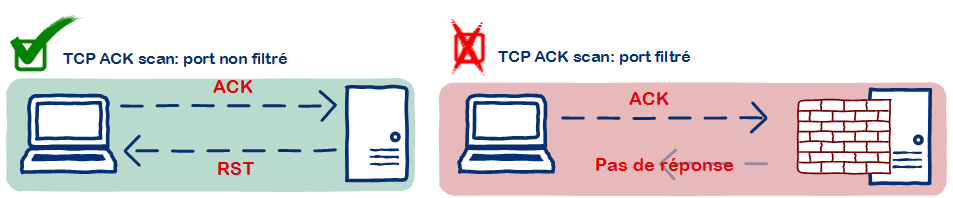 TCP ACK scan: port non filtré
ACK
RST
TCP ACK scan: port filtré
ACK
Pas de réponse